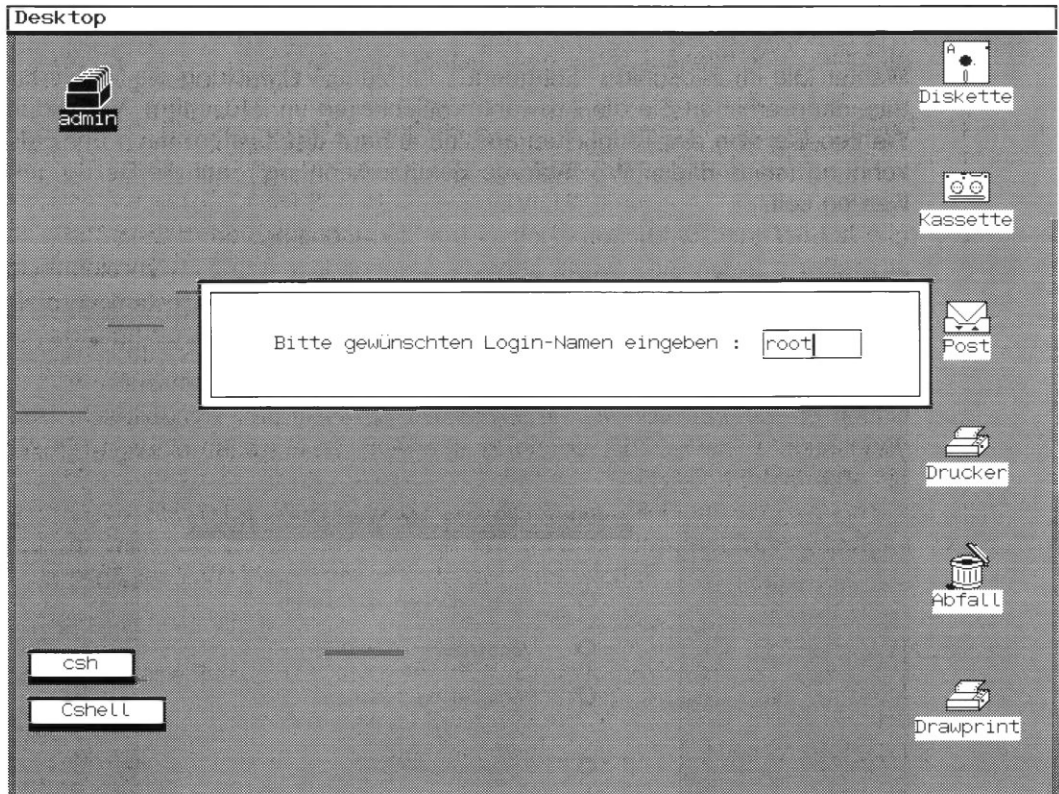 Desktop
admin
A
Diskette
Kassette
Bitte gewünschten Login-Namen eingeben : root
Post
Drucker
Abfall
csh
Cshell
Drawprint